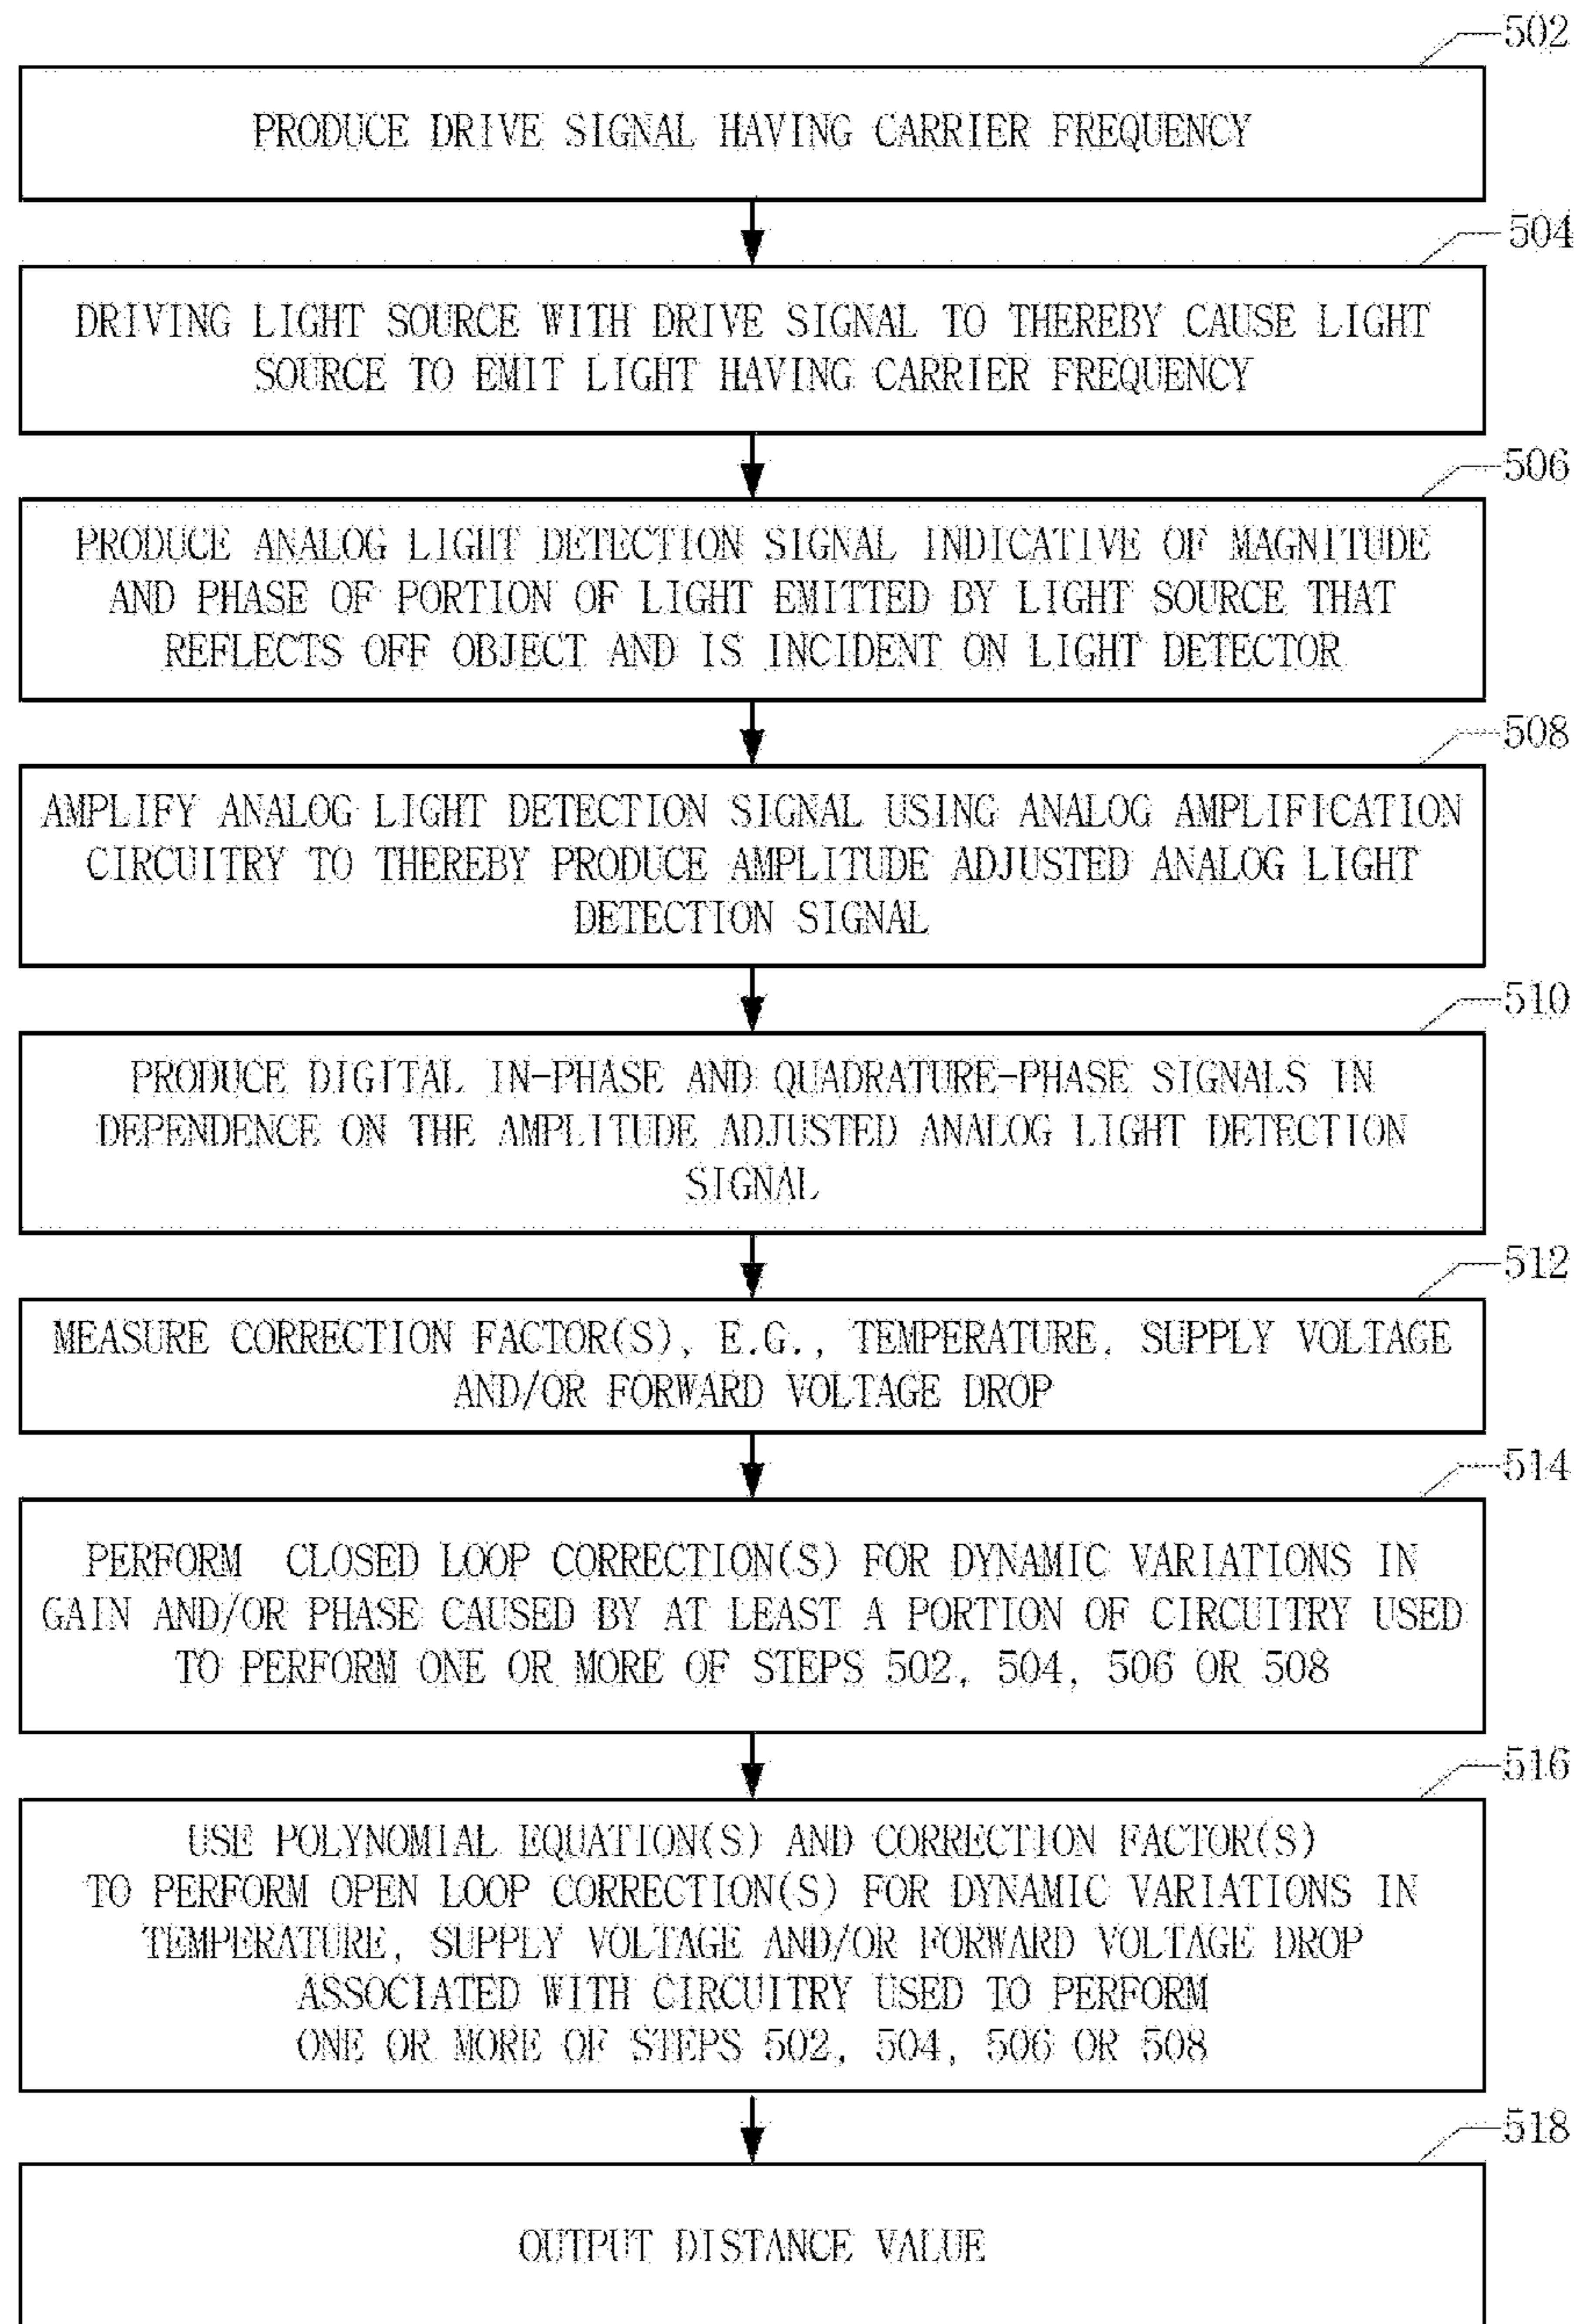 502
PRODUCE DRIVE SIGNAL HAVING CARRIER FREQUENCY
504
DRIVING LIGHT SOURCE WITH DRIVE SIGNAL TO THEREBY CAUSE LIGHT
SOURCE TO EMIT LIGHT HAVING CARRIER FREQUENCY
506
PRODUCE ANALOG LIGHT DETECTION SIGNAL INDICATIVE OF MAGNITUDE
AND PHASE OF PORTION OF LIGHT EMITTED BY LIGHT SOURCE THAT
REFLECTS OFF OBJECT AND IS INCIDENT ON LIGHT DETECTOR
508
AMPLIFY ANALOG LIGHT DETECTION SIGNAL USING ANALOG AMPLIFICATION
CIRCUITRY TO THEREBY PRODUCE AMPLITUDE ADJUSTED ANALOG LIGHT
DETECTION SIGNAL
510
PRODUCE DIGITAL IN-PHASE AND QUADRATURE-PHASE SIGNALS IN
DEPENDENCE ON THE AMPLITUDE ADJUSTED ANALOG LIGHT DETECTION
SIGNAL
512
MEASURE CORRECTION FACTOR(S), E.G., TEMPERATURE, SUPPLY VOLTAGE
AND/OR FORWARD VOLTAGE DROP
514
PERFORM CLOSED LOOP CORRECTION(S) FOR DYNAMIC VARIATIONS IN
GAIN AND/OR PHASE CAUSED BY AT LEAST A PORTION OF CIRCUITRY USED
TO PERFORM ONE OR MORE OF STEPS 502, 504, 506 OR 508
516
USE POLYNOMIAL EQUATION(S) AND CORRECTION FACTOR(S)
TO PERFORM OPEN LOOP CORRECTION(S) FOR DYNAMIC VARIATIONS IN
TEMPERATURE, SUPPLY VOLTAGE AND/OR FORWARD VOLTAGE DROP
ASSOCIATED WITH CIRCUITRY USED TO PERFORM
ONE OR MORE OF STEPS 502, 504, 506 OR 508
518
OUTPUT DISTANCE VALUE